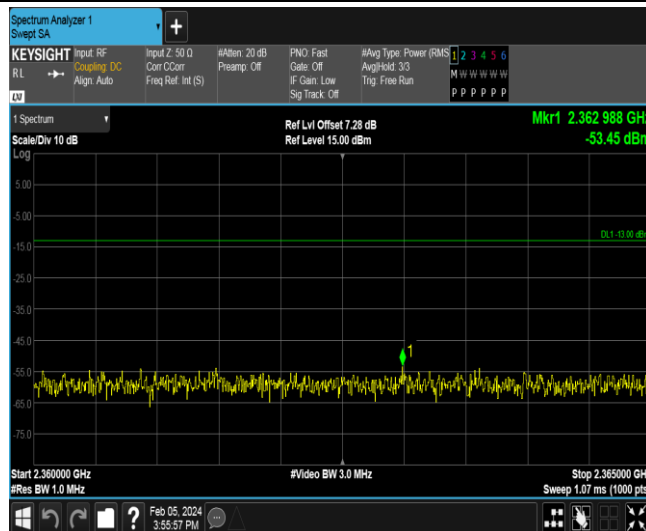 Spectrum Analyzer 1
Swept SA
+
KEYSIGHT
RL
LXI
Input: RF
Coupling: DC
Align: Auto
Input Z: 50 Ω
Corr CCorr
Freq Ref: Int (S)
#Atten: 20 dB
Preamp: Off
PNO: Fast
Gate: Off
IF Gain: Low
Sig Track: Off
#Avg Type: Power (RMS
Avg|Hold: 3/3
Trig: Free Run
1 2 3 4 5 6
M W W W W W
P P P P P P
1 Spectrum
Scale/Div 10 dB
Log
Ref Lvl Offset 7.28 dB
Ref Level 15.00 dBm
Mkr1 2.362 988 GHz
-53.45 dBm
5.00
-5.00
DL1 -13.00 dBm
-15.0
-25.0
-35.0
-45.0
1
-55.0
-65.0
-75.0
Start 2.360000 GHz
#Res BW 1.0 MHz
#Video BW 3.0 MHz
Stop 2.365000 GHz
Sweep 1.07 ms (1000 pts
?
Feb 05, 2024
3:55:57 PM